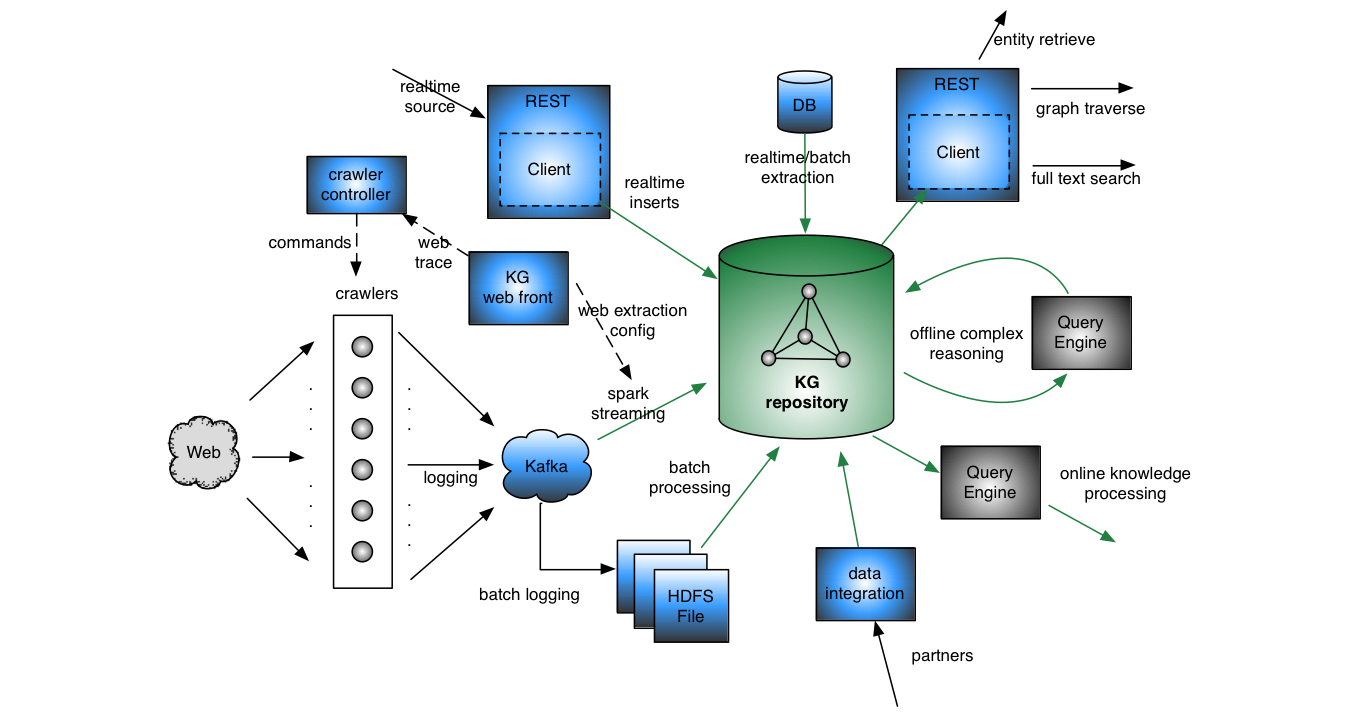 entity retrieve
realtime
source
REST
Client
DB
REST
Client
graph traverse
full text search
realtime/batch
extraction
crawler
controller
realtime
inserts
commands
web
trace
KG
web front
crawlers
web extraction
config
offline complex
reasoning
Query
Engine
KG
repository
spark
streaming
Web
Kafka
logging
batch
processing
Query
Engine
online knowledge
processing
batch logging
HDFS
File
data
integration
partners